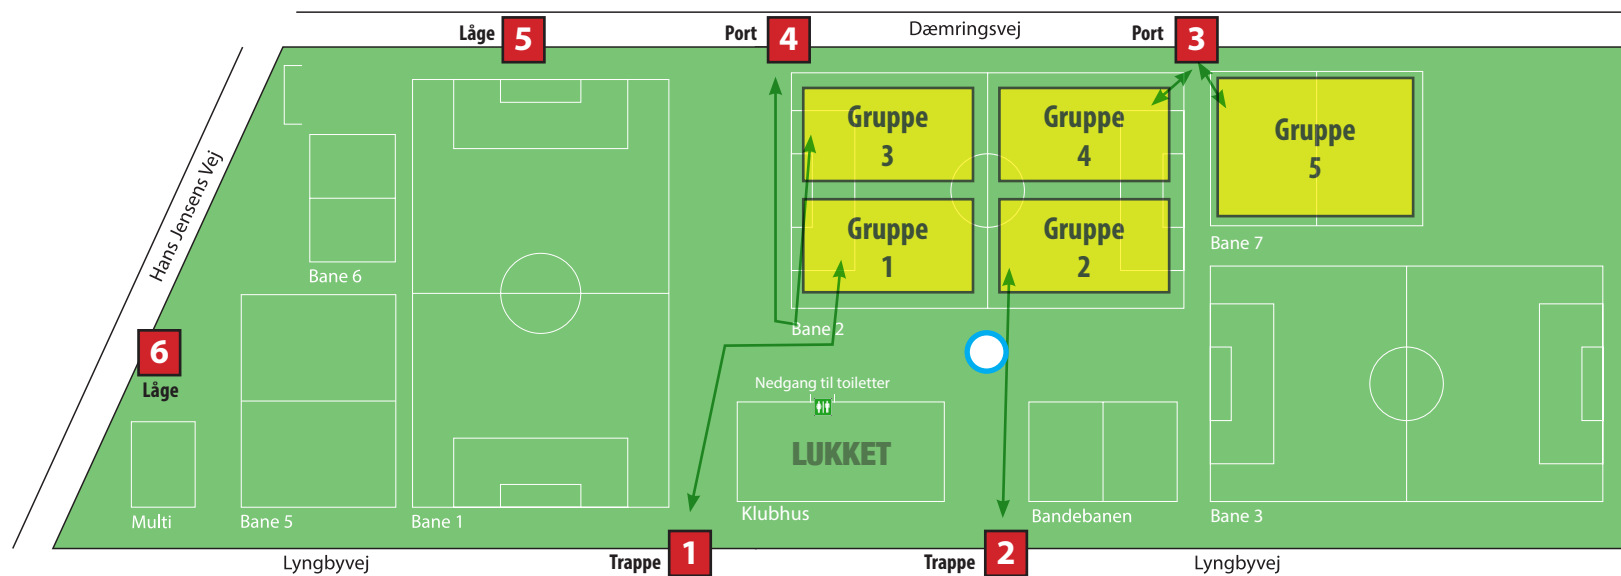 Låge 5
Port 4
Dæmringsvej
Port 3
Hans Jensens Vej
Gruppe
3
Gruppe
4
Gruppe
5
Gruppe
1
Gruppe
2
Bane 7
Bane 6
Bane 2
6
Låge
Nedgang til toiletter
LUKKET
Klubhus
Multi
Bane 5
Bane 1
Bandebanen
Bane 3
Lyngbyvej
Trappe 1
Trappe 2
Lyngbyvej